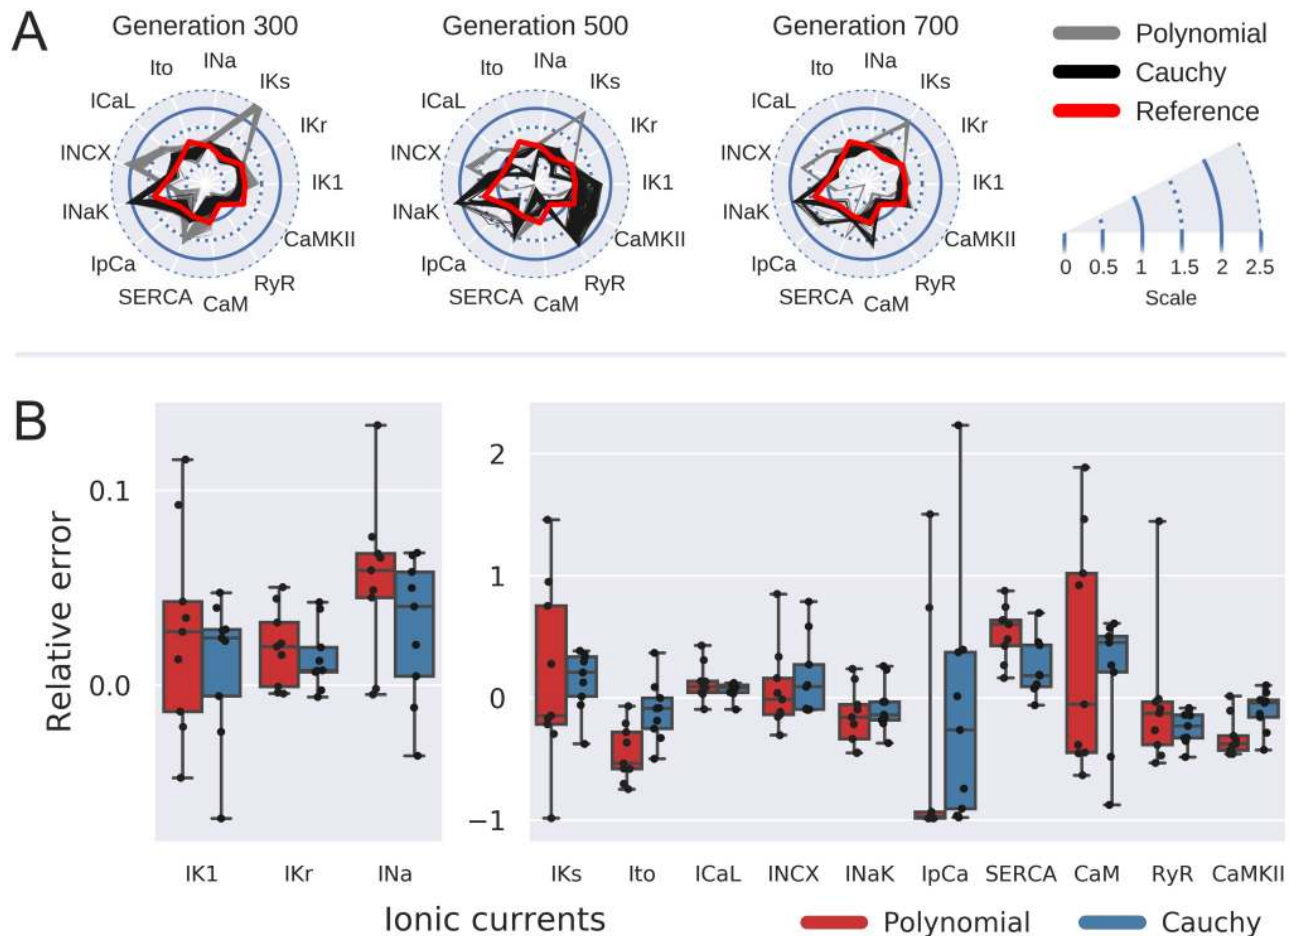 A
Generation 300
Generation 500
Generation 700
Polynomial
Cauchy
Reference
Ito
INa
IKs
ICaL
IKr
INCX
IK1
INaK
CaMKII
IpCa
RyR
SERCA
CaM
Ito
INa
IKs
ICaL
IKr
INCX
IK1
INaK
CaMKII
IpCa
RyR
SERCA
CaM
Ito
INa
IKs
ICaL
IKr
INCX
IK1
INaK
CaMKII
IpCa
RyR
SERCA
CaM
0 0.5 1 1.5 2 2.5
Scale
B
Relative error
0.1
0.0
2
1
0
−1
IK1 IKr INa
IKs Ito ICaL INCX INaK IpCa SERCA CaM RyR CaMKII
Ionic currents
Polynomial
Cauchy